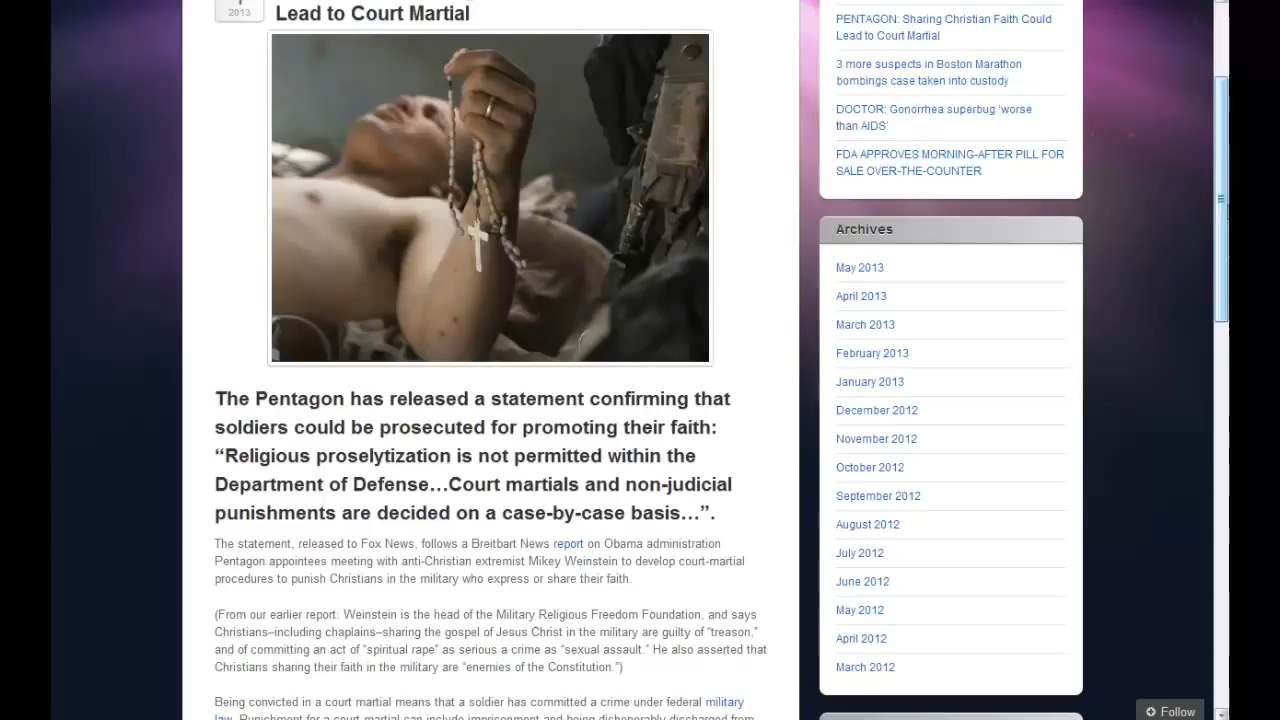 2013
Lead to Court Martial
The Pentagon has released a statement confirming that
soldiers could be prosecuted for promoting their faith:
“Religious proselytization is not permitted within the
Department of Defense…Court martials and non-judicial
punishments are decided on a case-by-case basis…”.
The statement, released to Fox News, follows a Breitbart News report on Obama administration
Pentagon appointees meeting with anti-Christian extremist Mikey Weinstein to develop court-martial
procedures to punish Christians in the military who express or share their faith.
(From our earlier report: Weinstein is the head of the Military Religious Freedom Foundation, and says
Christians–including chaplains–sharing the gospel of Jesus Christ in the military are guilty of “treason,”
and of committing an act of “spiritual rape” as serious a crime as “sexual assault.” He also asserted that
Christians sharing their faith in the military are “enemies of the Constitution.”)
Being convicted in a court martial means that a soldier has committed a crime under federal military
law. Punishment for a court martial can include imprisonment and being dishonorably discharged from
PENTAGON: Sharing Christian Faith Could
Lead to Court Martial
3 more suspects in Boston Marathon
bombings case taken into custody
DOCTOR: Gonorrhea superbug ‘worse
than AIDS’
FDA APPROVES MORNING-AFTER PILL FOR
SALE OVER-THE-COUNTER
Archives
May 2013
April 2013
March 2013
February 2013
January 2013
December 2012
November 2012
October 2012
September 2012
August 2012
July 2012
June 2012
May 2012
April 2012
March 2012
Follow